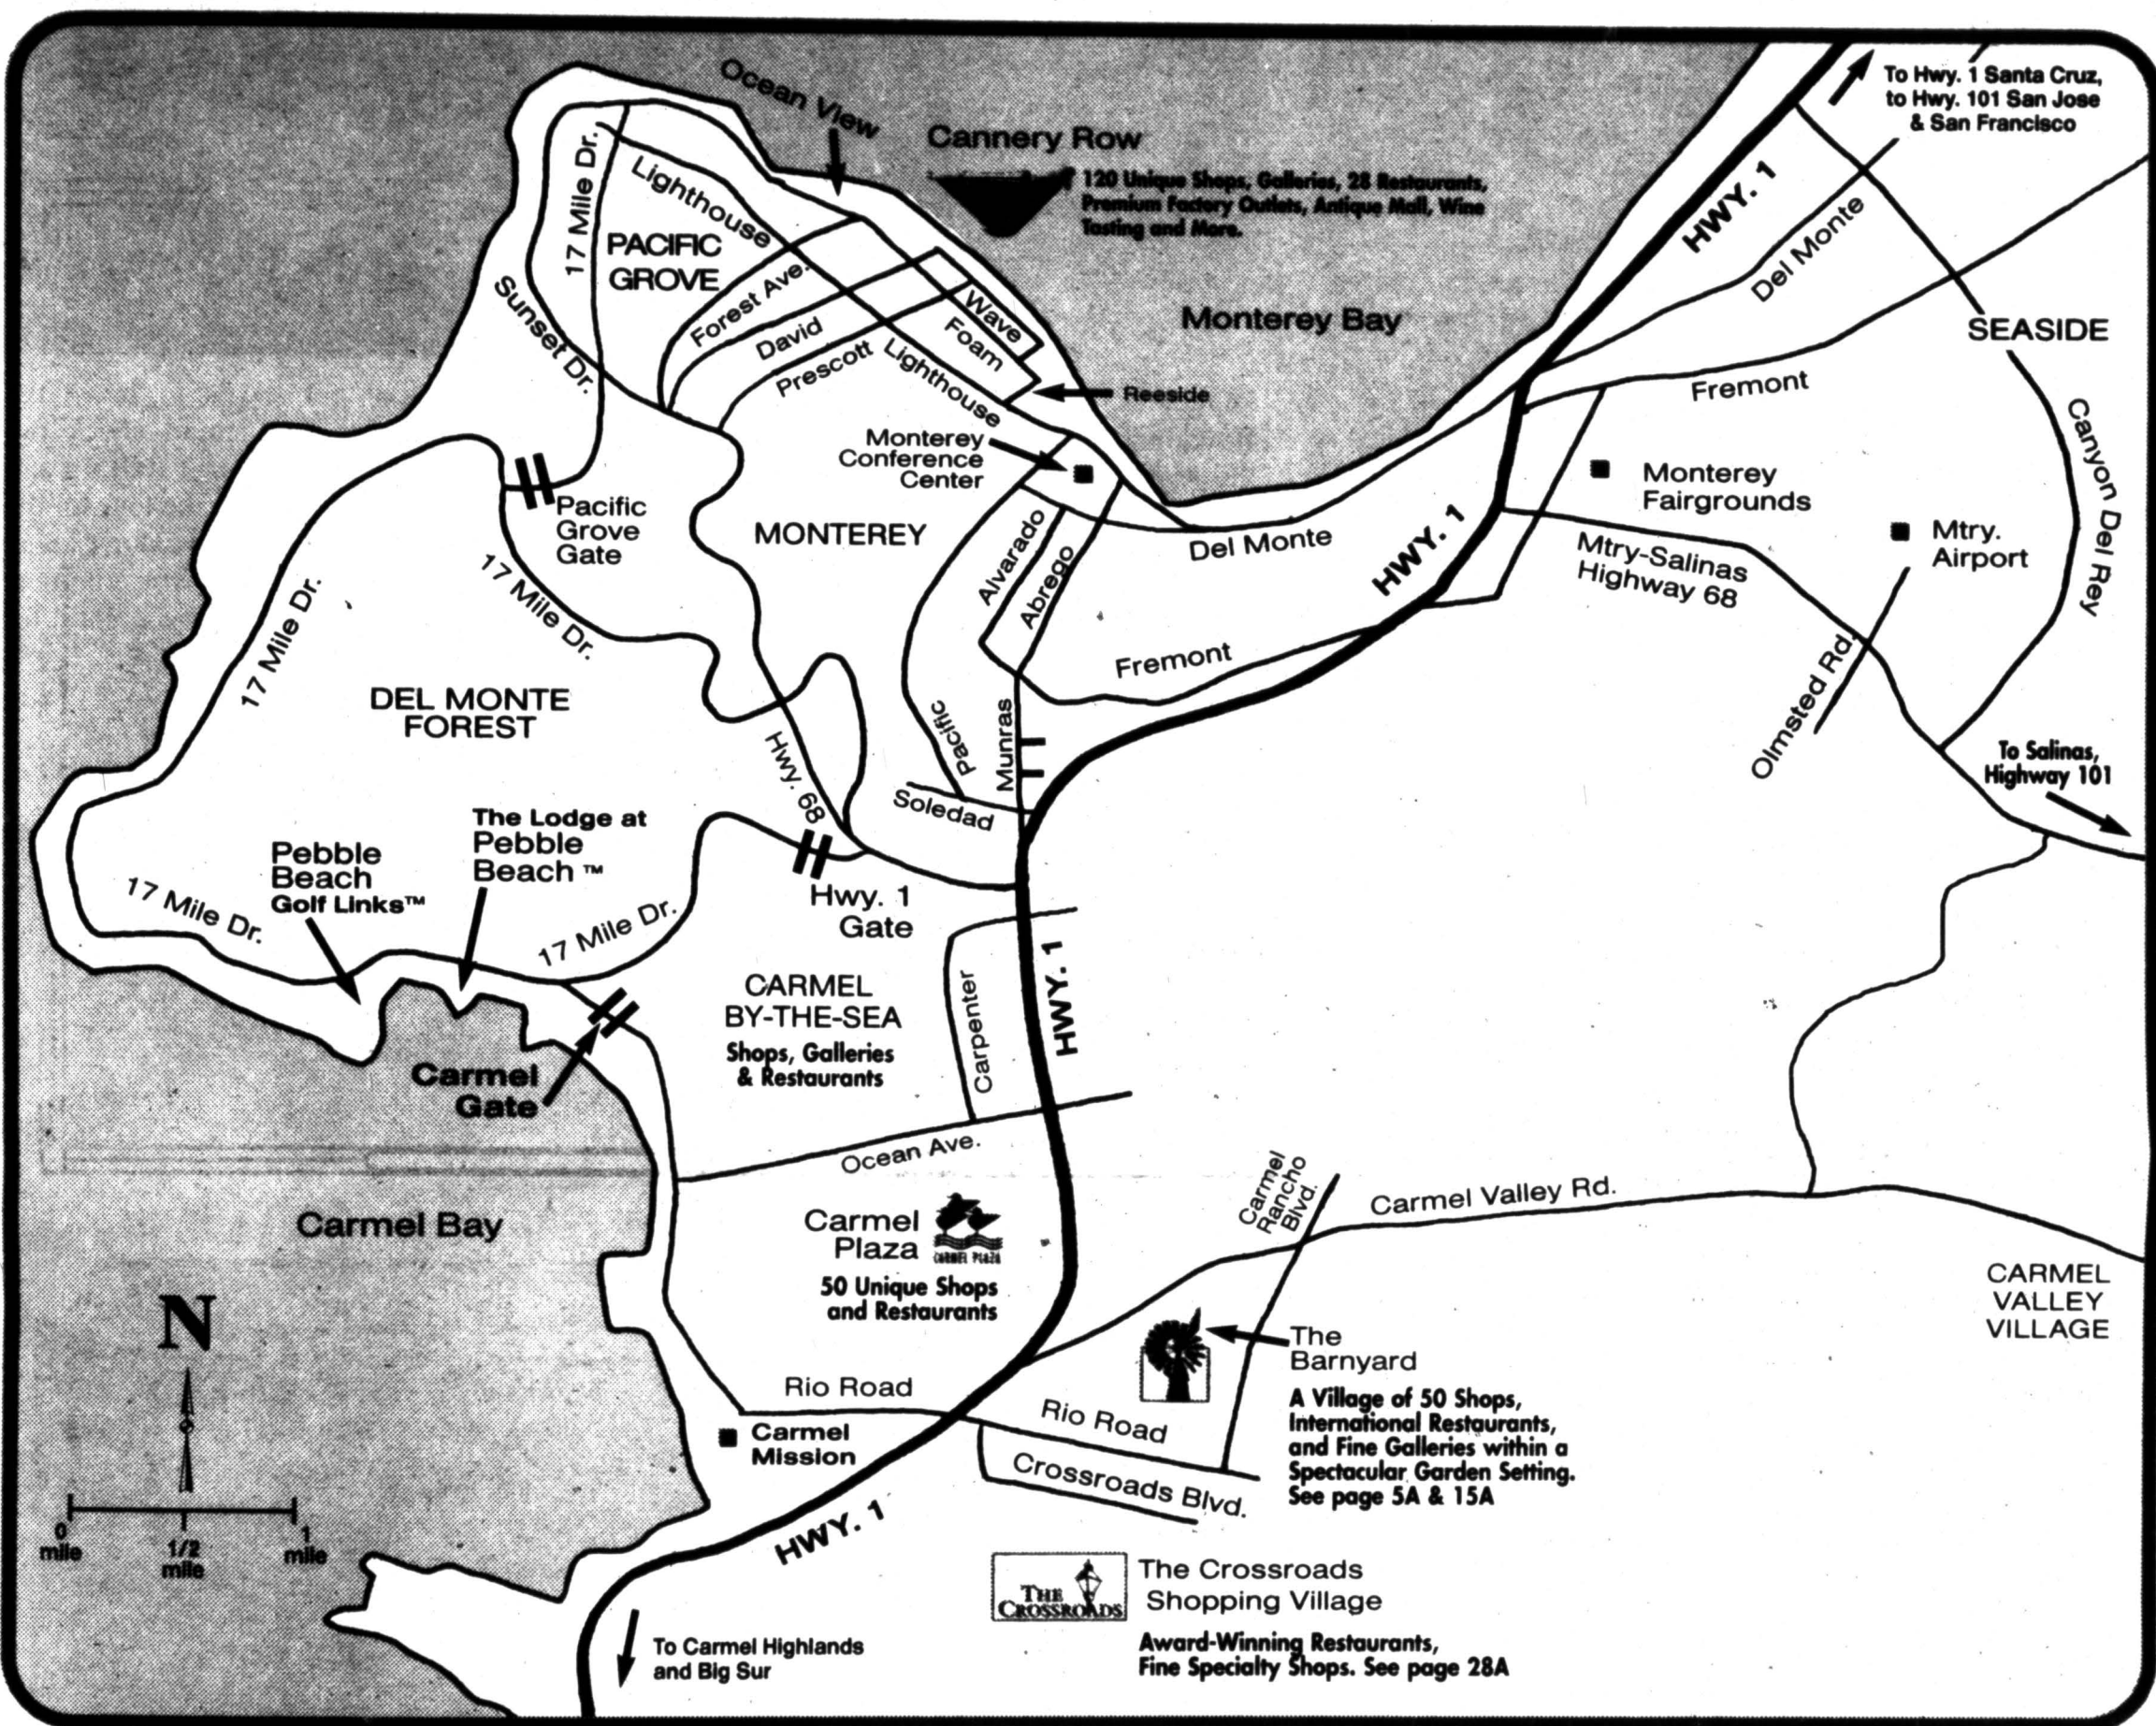 Ocean View
Cannery Row
120 Unique Shops, Galleries, 28 Restaurants,
Premium Factory Outlets, Antique Mall, Wine
Tasting and More.
To Hwy. 1 Santa Cruz,
to Hwy. 101 San Jose
& San Francisco
HWY. 1
Del Monte
17 Mile Dr.
Lighthouse
PACIFIC
GROVE
Sunset Dr.
Forest Ave.
David
Prescott
Wave
Foam
Lighthouse
Reeside
Monterey Bay
SEASIDE
Fremont
Canyon Del Rey
Monterey
Conference
Center
Monterey
Fairgrounds
Mtry.
Airport
Pacific
Grove
Gate
MONTEREY
Alvarado
Abrego
Del Monte
HWY. 1
Mtry-Salinas
Highway 68
17 Mile Dr.
17 Mile Dr.
Fremont
Olmsted Rd.
DEL MONTE
FOREST
Pacific
Munras
Hwy. 68
Soledad
To Salinas,
Highway 101
The Lodge at
Pebble
Beach ™
Pebble
Beach
Golf Links™
17 Mile Dr.
17 Mile Dr.
Hwy. 1
Gate
CARMEL
BY-THE-SEA
Shops, Galleries
& Restaurants
Carpenter
HWY. 1
Carmel
Gate
Ocean Ave.
Carmel Bay
Carmel
Plaza
CARMEL PLAZA
50 Unique Shops
and Restaurants
Carmel
Rancho
Blvd.
Carmel Valley Rd.
CARMEL
VALLEY
VILLAGE
N
The
Barnyard
A Village of 50 Shops,
International Restaurants,
and Fine Galleries within a
Spectacular Garden Setting.
See page 5A & 15A
Rio Road
Rio Road
Carmel
Mission
Crossroads Blvd.
HWY. 1
0
mile
1/2
mile
1
mile
THE
CROSSROADS
The Crossroads
Shopping Village
Award-Winning Restaurants,
Fine Specialty Shops. See page 28A
To Carmel Highlands
and Big Sur